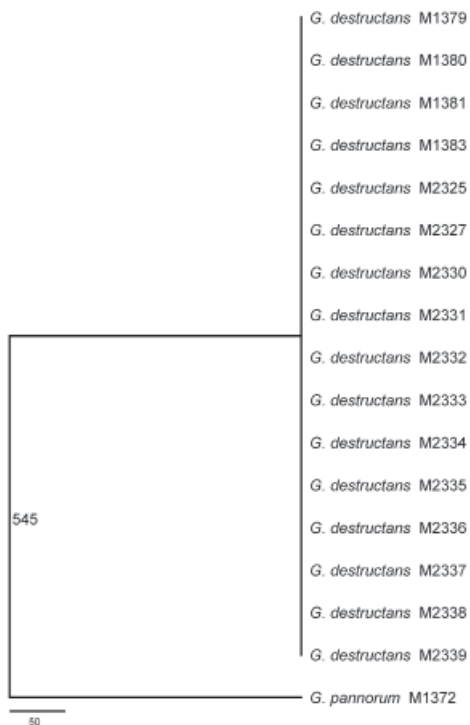 G. destructans M1379
G. destructans M1380
G. destructans M1381
G. destructans M1383
G. destructans M2325
G. destructans M2327
G. destructans M2330
G. destructans M2331
G. destructans M2332
G. destructans M2333
G. destructans M2334
G. destructans M2335
545
G. destructans M2336
G. destructans M2337
G. destructans M2338
G. destructans M2339
G. pannorum M1372
50